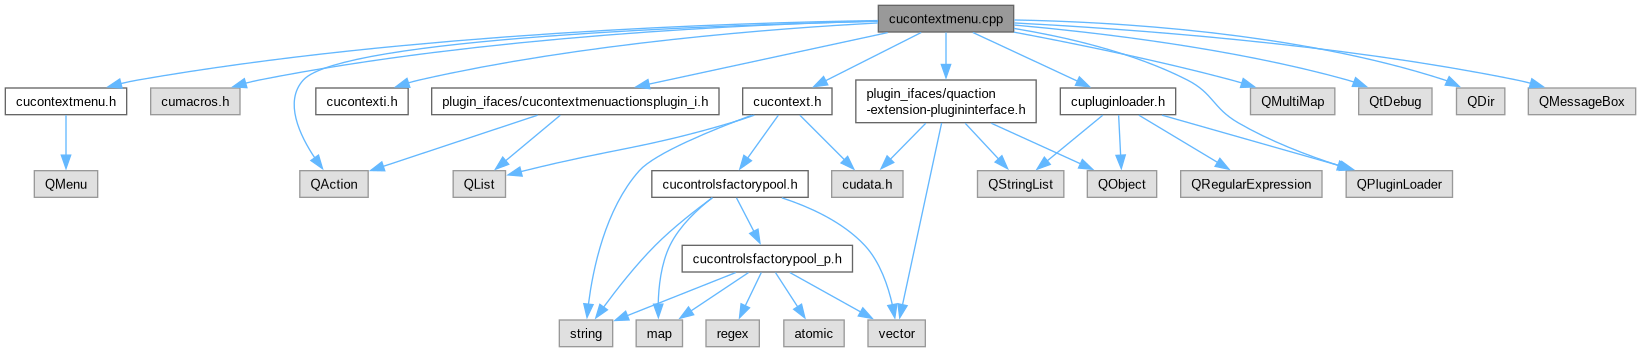 cucontextmenu.cpp
cucontextmenu.h
cumacros.h
cucontexti.h
plugin_ifaces/cucontextmenuactionsplugin_i.h
cucontext.h
plugin_ifaces/quaction
-extension-plugininterface.h
cupluginloader.h
QMultiMap
QtDebug
QDir
QMessageBox
QMenu
QAction
QList
cucontrolsfactorypool.h
cudata.h
QStringList
QObject
QRegularExpression
QPluginLoader
cucontrolsfactorypool_p.h
string
map
regex
atomic
vector